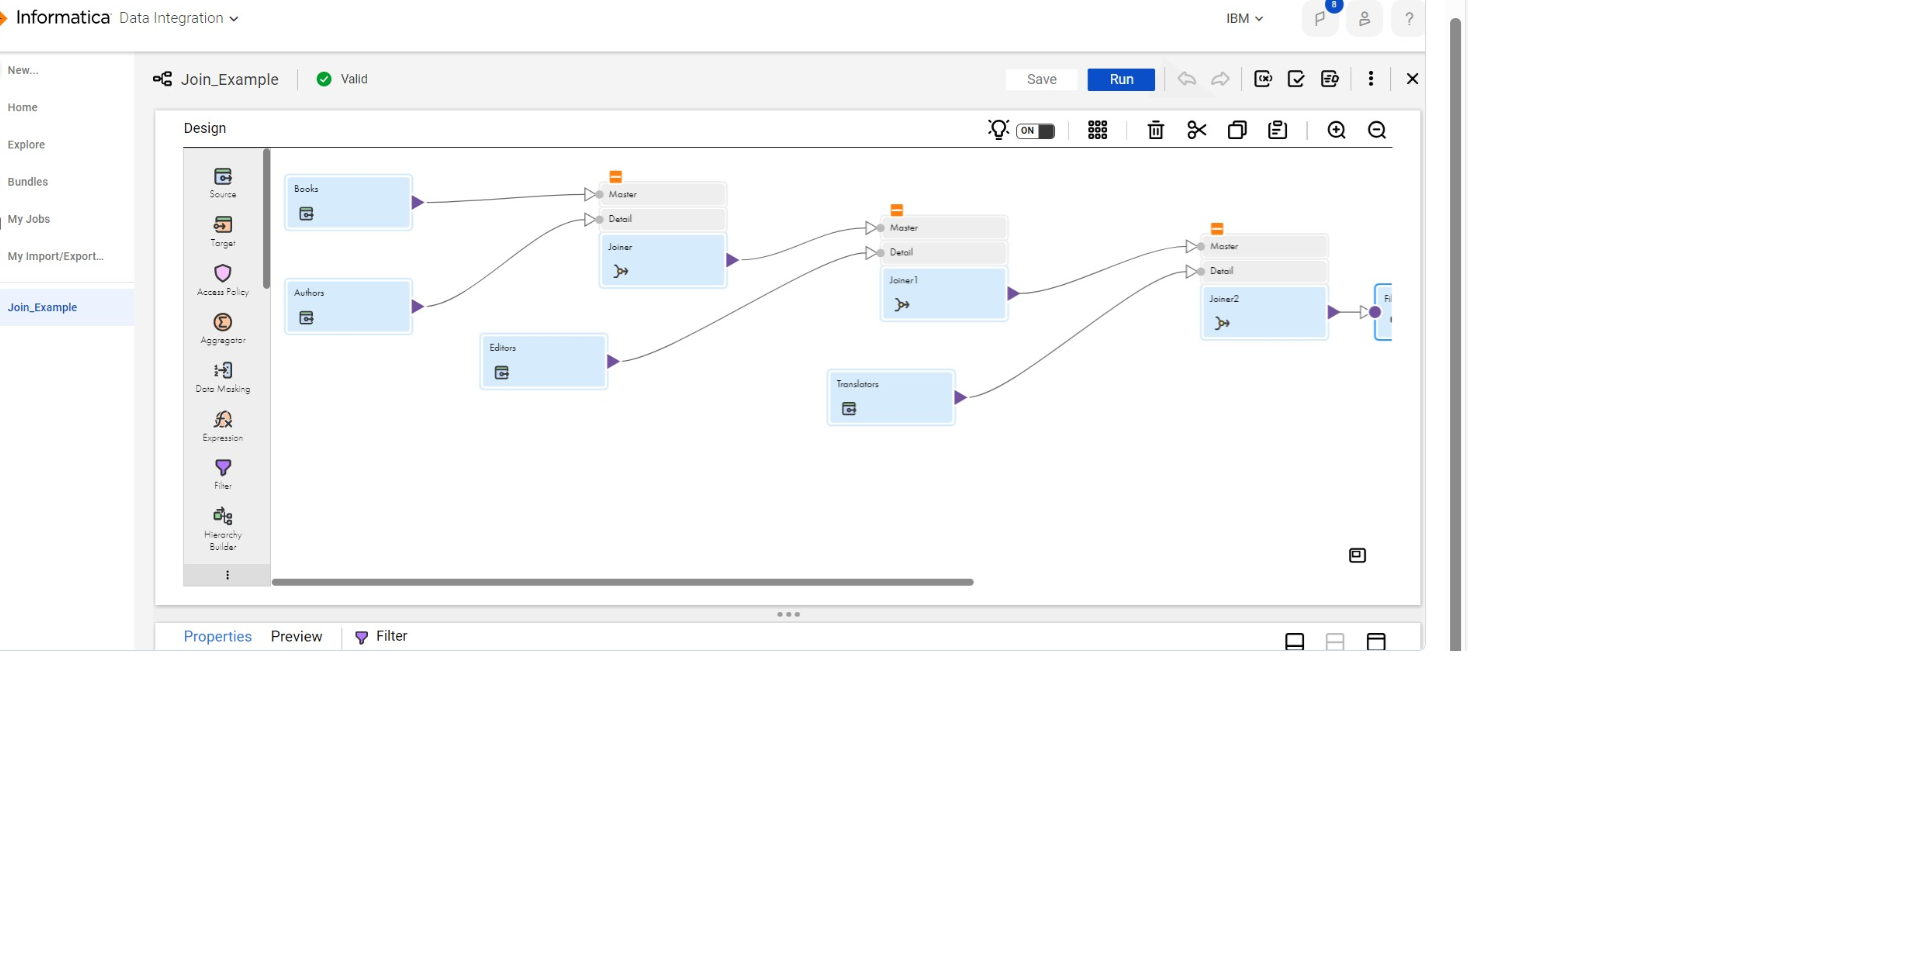 Informatica Data Integration
IBM
8
?
New...
Home
Explore
Bundles
My Jobs
My Import/Export...
Join_Example
Join_Example
Valid
Save
Run
Design
ON
Source
Target
Access Policy
Aggregator
Data Masking
Expression
Filter
Hierarchy
Builder
Books
Authors
Editors
Translators
Master
Detail
Joiner
Master
Detail
Joiner1
Master
Detail
Joiner2
Fi
Properties
Preview
Filter